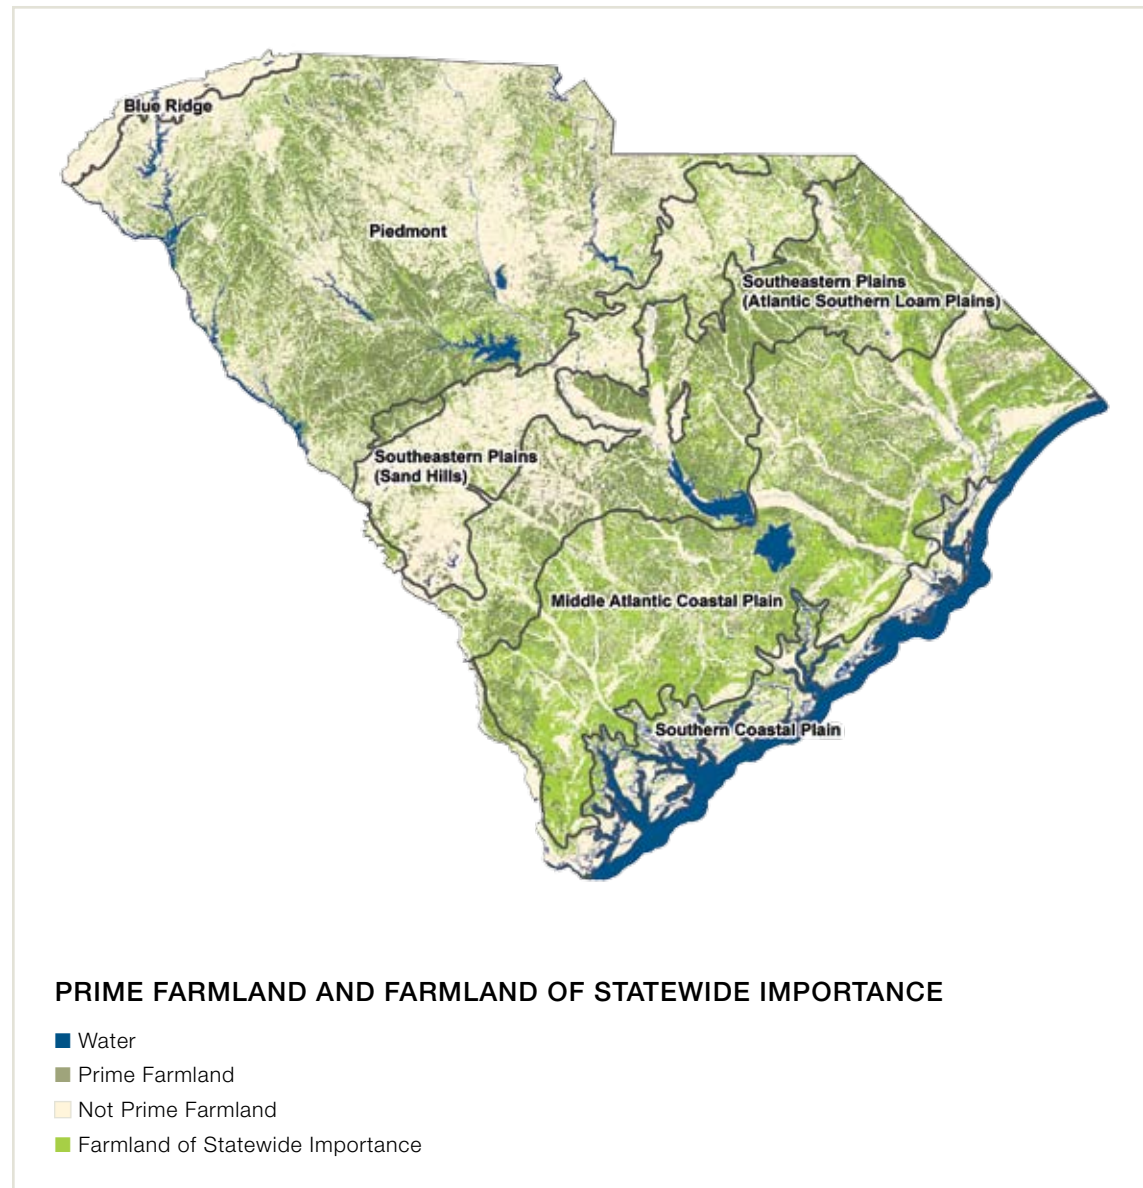 Blue Ridge
Piedmont
Southeastern Plains
(Atlantic Southern Loam Plains)
Southeastern Plains
(Sand Hills)
Middle Atlantic Coastal Plain
Southern Coastal Plain
PRIME FARMLAND AND FARMLAND OF STATEWIDE IMPORTANCE
Water
Prime Farmland
Not Prime Farmland
Farmland of Statewide Importance